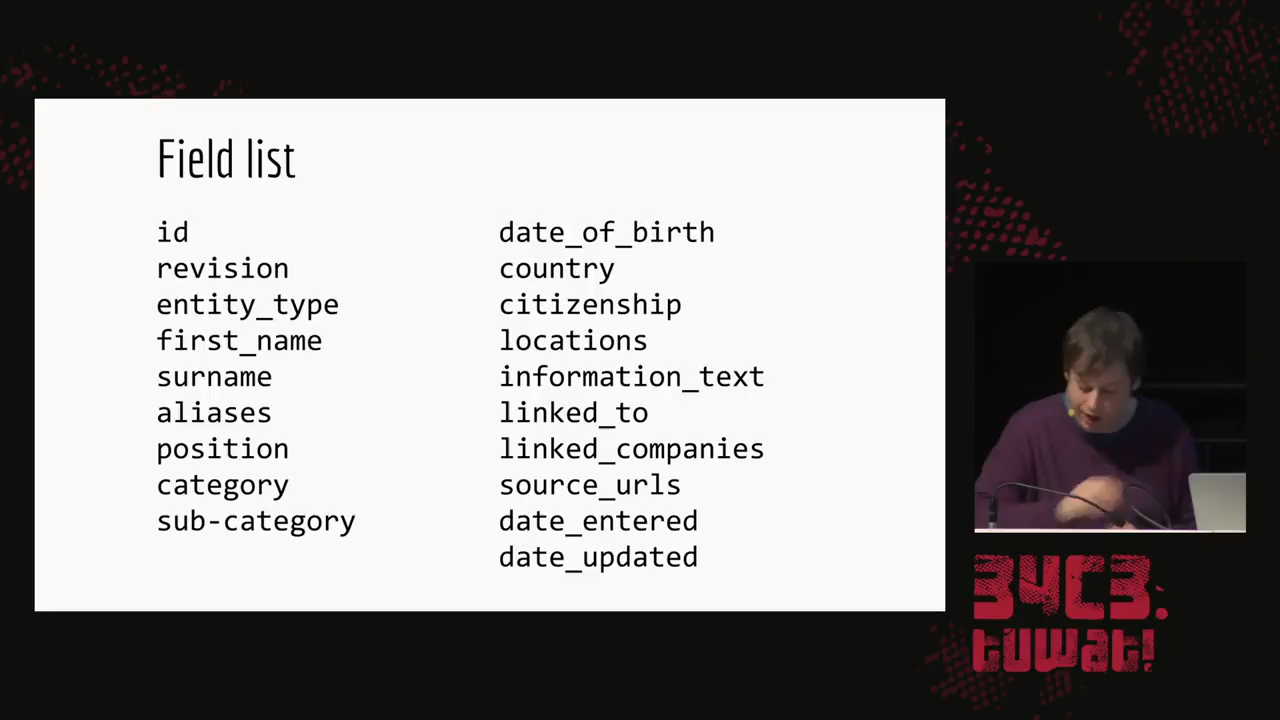 Field list
id
revision
entity_type
first_name
surname
aliases
position
category
sub-category
date_of_birth
country
citizenship
locations
information_text
linked_to
linked_companies
source_urls
date_entered
date_updated
34C3.
tuwat!